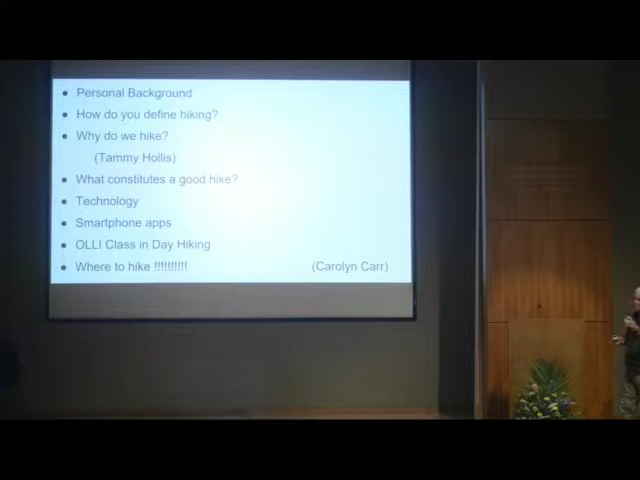 ● Personal Background
● How do you define hiking?
● Why do we hike?
(Tammy Hollis)
● What constitutes a good hike?
● Technology
● Smartphone apps
● OLLI Class in Day Hiking
● Where to hike !!!!!!!!!! (Carolyn Carr)